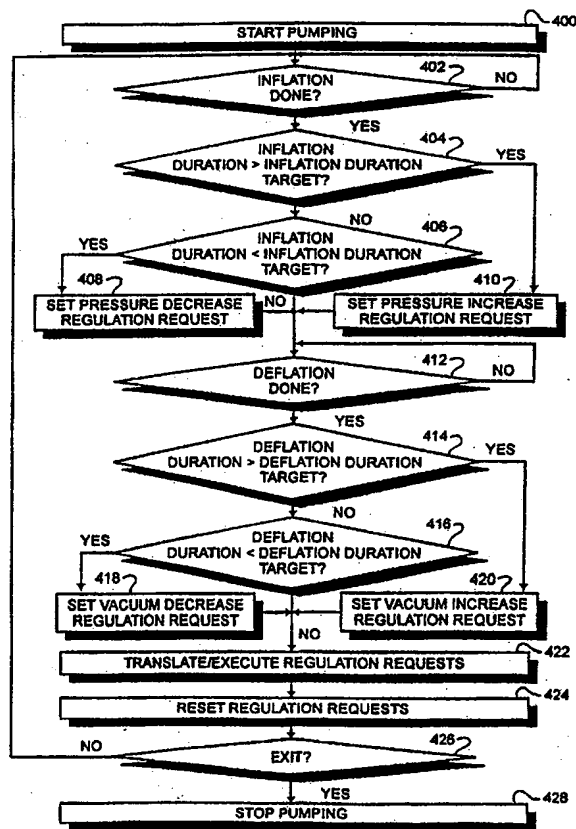 START PUMPING
400
402
NO
INFLATION
DONE?
YES
404
INFLATION
DURATION > INFLATION DURATION
TARGET?
YES
NO
406
INFLATION
DURATION < INFLATION DURATION
TARGET?
YES
408
NO
410
SET PRESSURE DECREASE
REGULATION REQUEST
SET PRESSURE INCREASE
REGULATION REQUEST
412
NO
DEFLATION
DONE?
YES
414
DEFLATION
DURATION > DEFLATION DURATION
TARGET?
YES
NO
416
DEFLATION
DURATION < DEFLATION DURATION
TARGET?
YES
418
420
SET VACUUM DECREASE
REGULATION REQUEST
SET VACUUM INCREASE
REGULATION REQUEST
NO
422
TRANSLATE/EXECUTE REGULATION REQUESTS
424
RESET REGULATION REQUESTS
426
NO
EXIT?
YES
428
STOP PUMPING